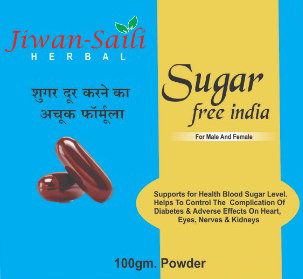 Jiwan-Saili
HERBAL
शुगर दूर करने का
अचूक फॉर्मूला
Sugar
free india
For Male And Female
Supports for Health Blood Sugar Level.
Helps To Control The Complication Of
Diabetes & Adverse Effects On Heart,
Eyes, Nerves & Kidneys
100gm. Powder